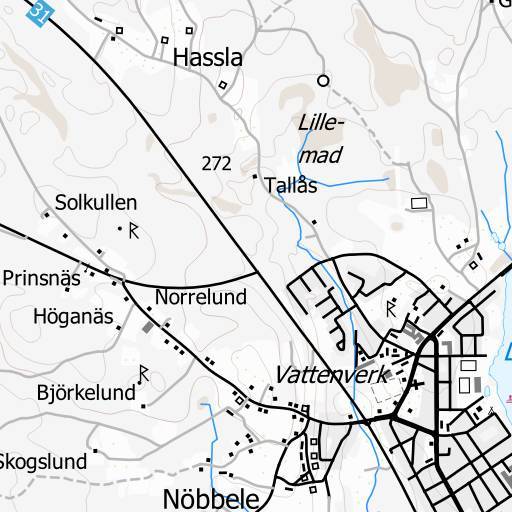 31
Hassla
Lille-
mad
272
Tallås
Solkullen
Prinsnäs
Norrelund
Höganäs
Vattenverk
Björkelund
Skogslund
Nöbbele